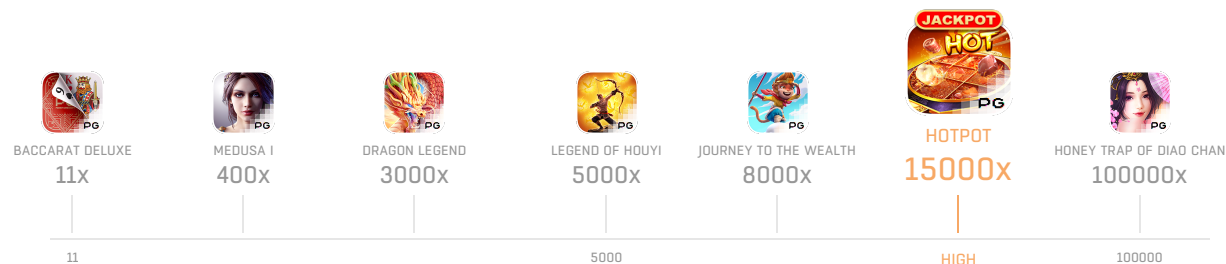 JACKPOT
HOT
PG
PG
PG
PG
PG
PG
PG
BACCARAT DELUXE
11x
MEDUSA I
400x
DRAGON LEGEND
3000x
LEGEND OF HOUYI
5000x
JOURNEY TO THE WEALTH
8000x
HOTPOT
15000x
HONEY TRAP OF DIAO CHAN
100000x
11
5000
HIGH
100000